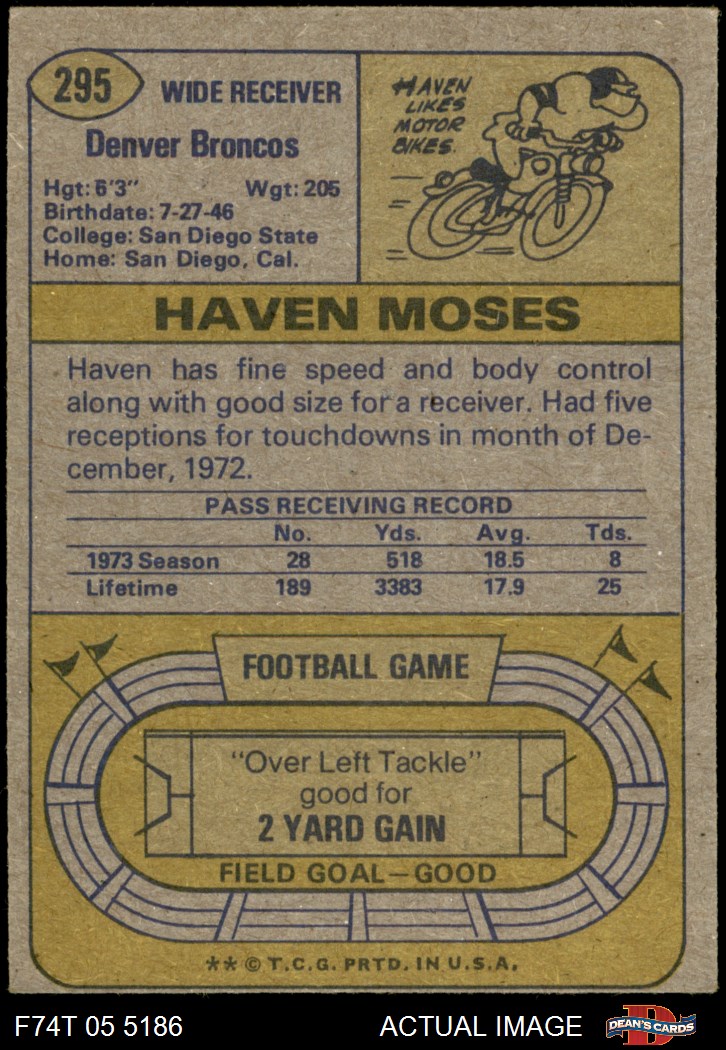 295
WIDE RECEIVER
Denver Broncos
Hgt: 6'3" Wgt: 205
Birthdate: 7-27-46
College: San Diego State
Home: San Diego, Cal.
HAVEN
LIKES
MOTOR
BIKES.
HAVEN MOSES
Haven has fine speed and body control
along with good size for a receiver. Had five
receptions for touchdowns in month of De-
cember, 1972.
PASS RECEIVING RECORD
No. Yds. Avg. Tds.
1973 Season 28 518 18.5 8
Lifetime 189 3383 17.9 25
FOOTBALL GAME
"Over Left Tackle"
good for
2 YARD GAIN
FIELD GOAL—GOOD
** © T.C.G. PRTD. IN U.S.A.
F74T 05 5186 ACTUAL IMAGE
D
DEAN'S CARDS